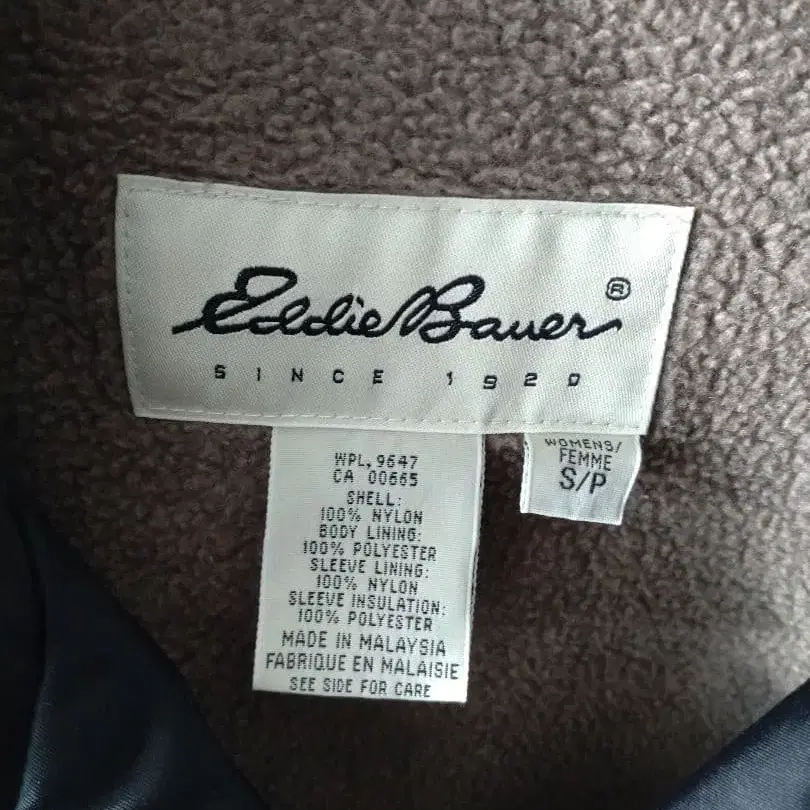 Eddie Bauer ®
SINCE 1920
WPL, 9647
CA 00665
SHELL:
100% NYLON
BODY LINING:
100% POLYESTER
SLEEVE LINING:
100% NYLON
SLEEVE INSULATION:
100% POLYESTER
MADE IN MALAYSIA
FABRIQUE EN MALAISIE
SEE SIDE FOR CARE
WOMENS/
FEMME
S/P